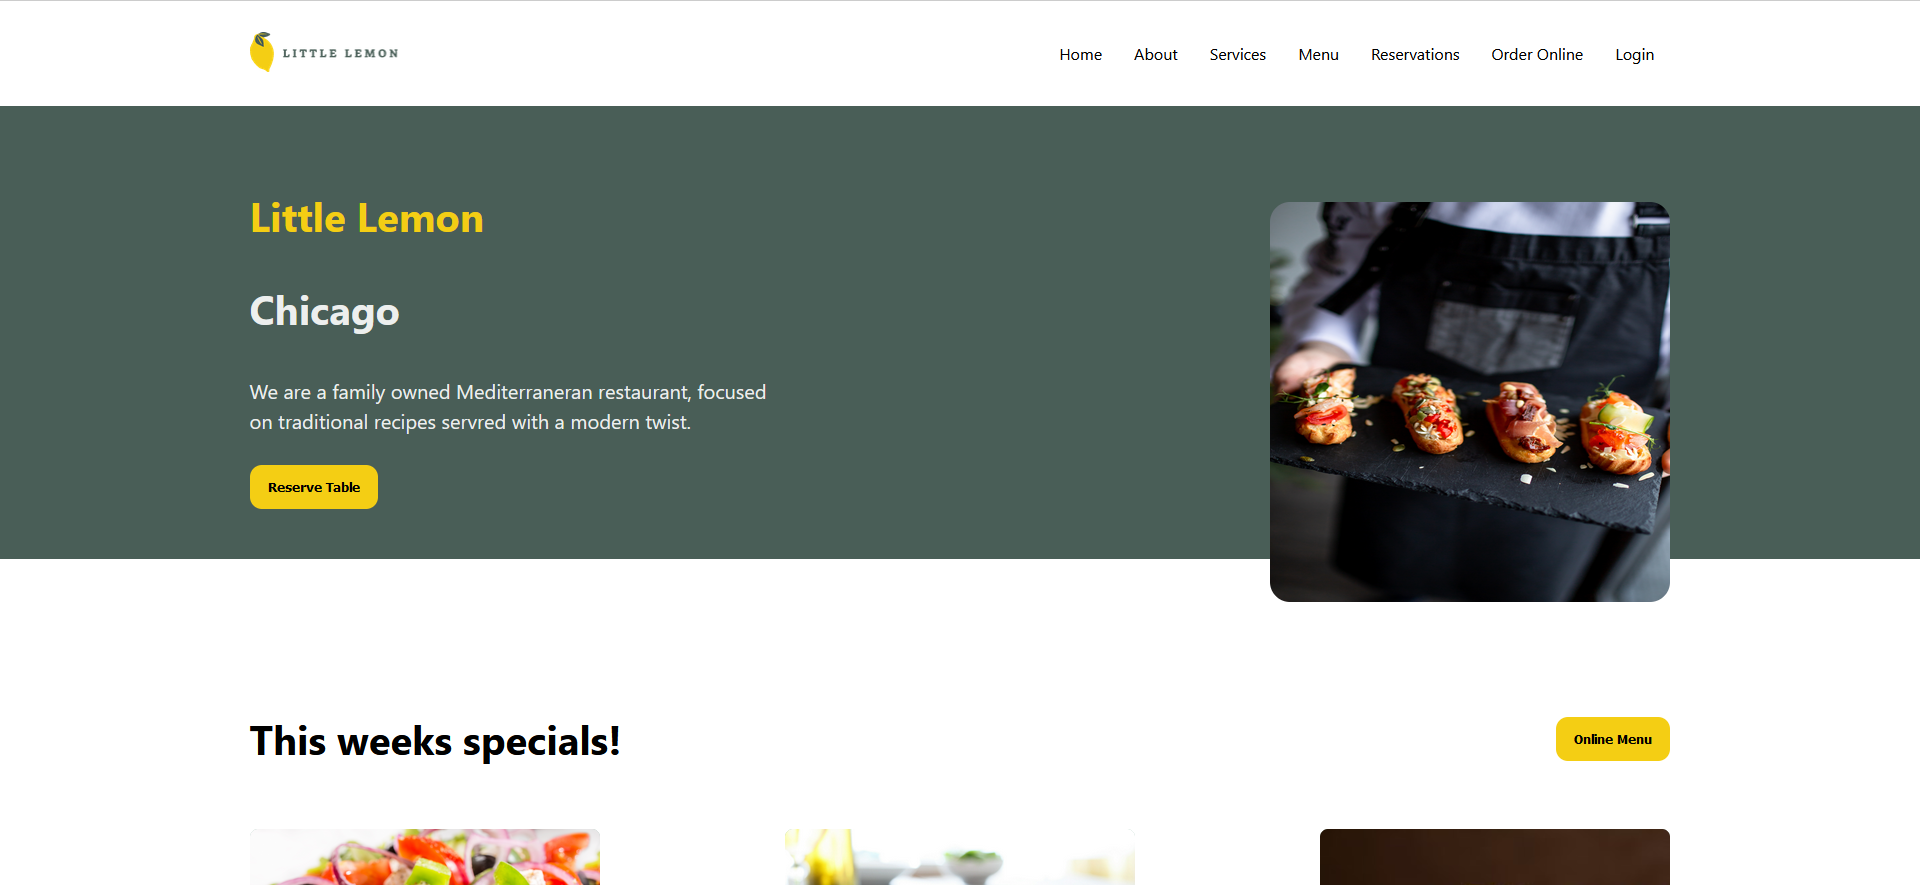 LITTLE LEMON
Home About Services Menu Reservations Order Online Login
Little Lemon
Chicago
We are a family owned Mediterraneran restaurant, focused
on traditional recipes servred with a modern twist.
Reserve Table
This weeks specials!
Online Menu